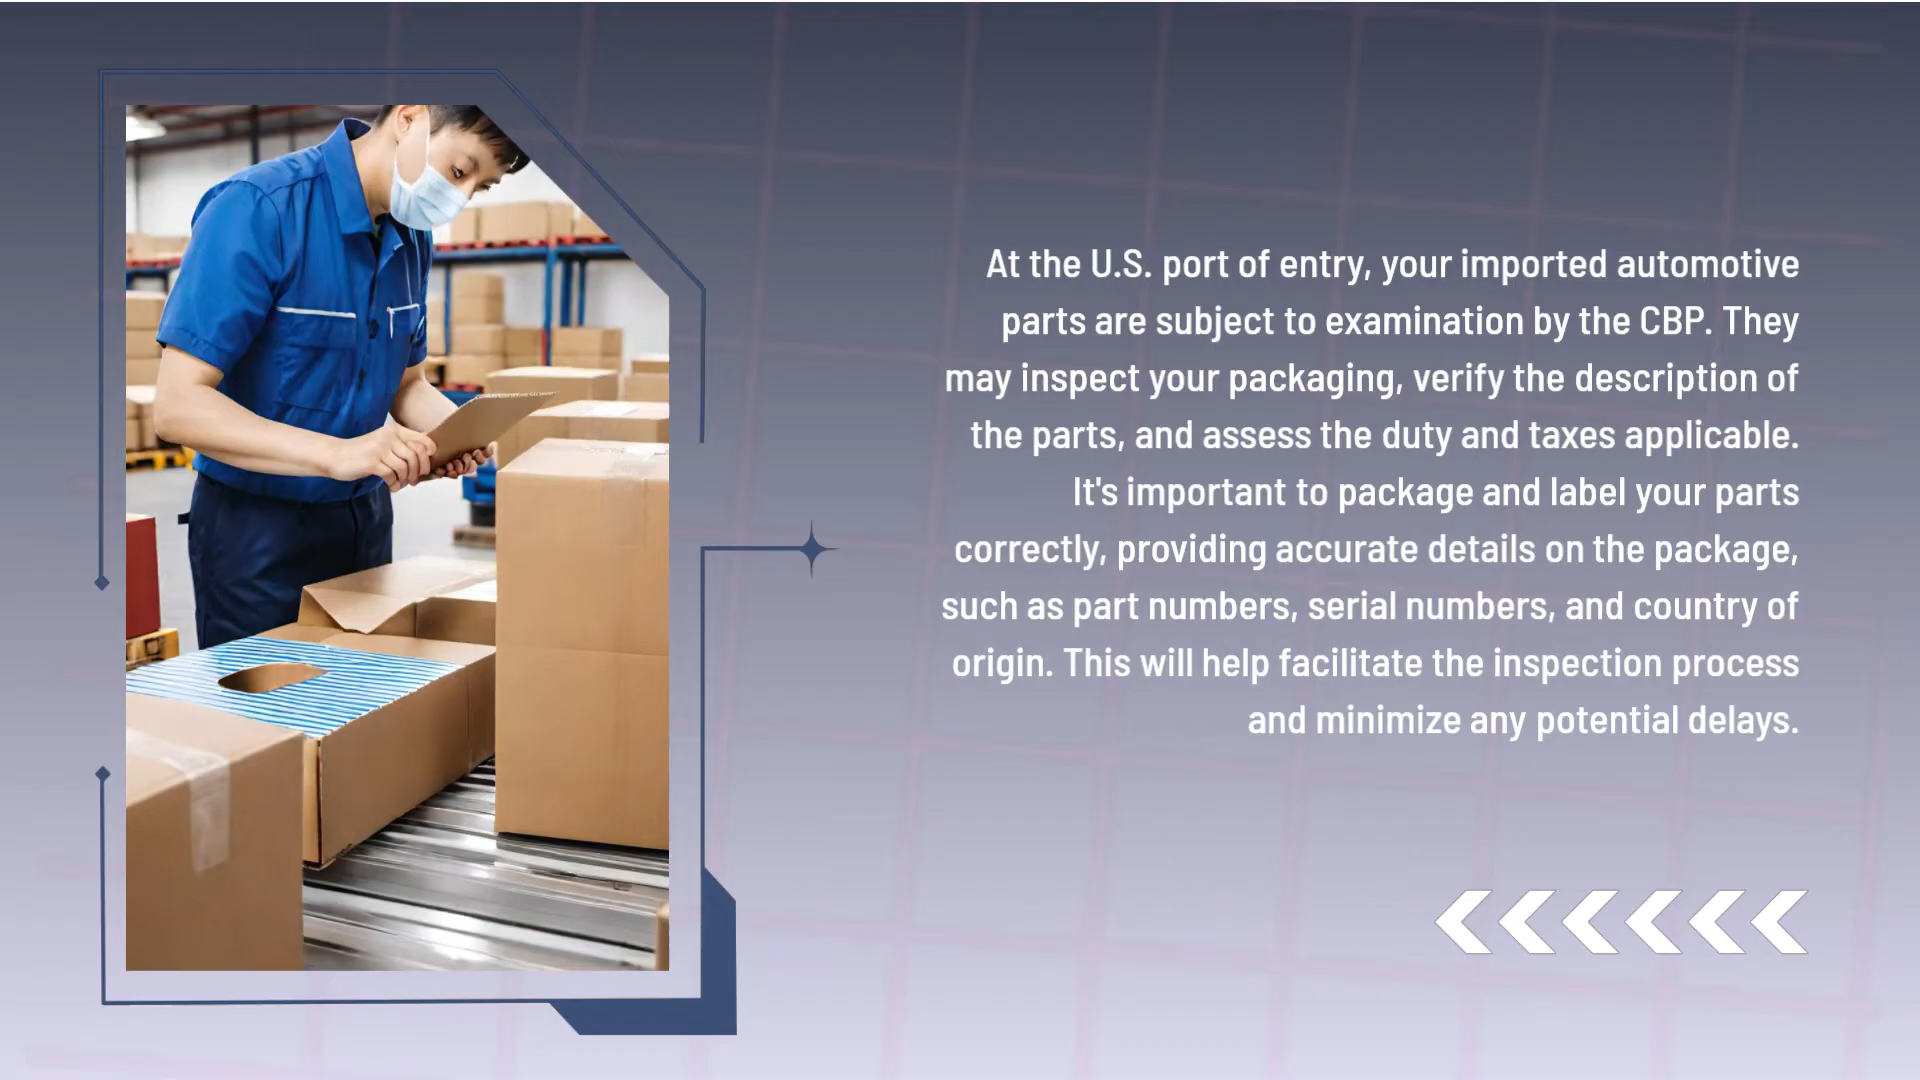 At the U.S. port of entry, your imported automotive
parts are subject to examination by the CBP. They
may inspect your packaging, verify the description of
the parts, and assess the duty and taxes applicable.
It's important to package and label your parts
correctly, providing accurate details on the package,
such as part numbers, serial numbers, and country of
origin. This will help facilitate the inspection process
and minimize any potential delays.